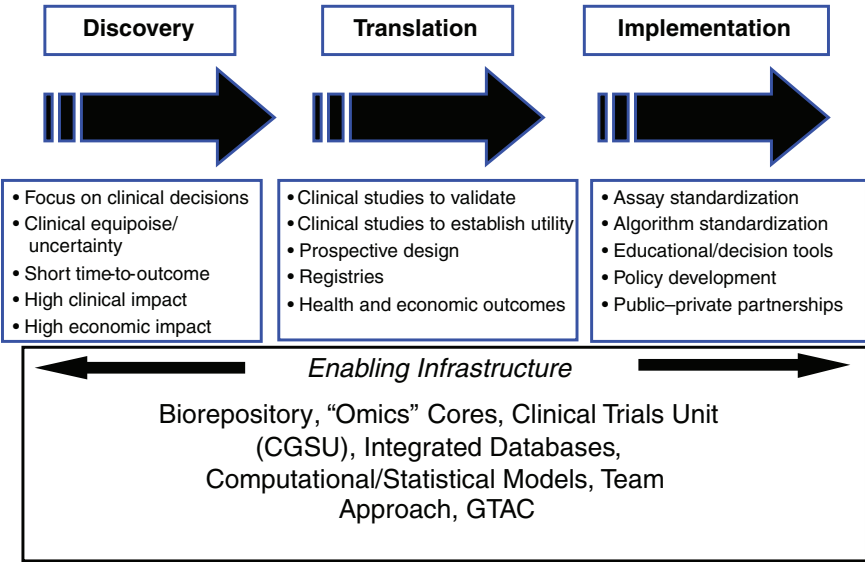 Discovery
Translation
Implementation
• Focus on clinical decisions
• Clinical equipoise/
uncertainty
• Short time-to-outcome
• High clinical impact
• High economic impact
• Clinical studies to validate
• Clinical studies to establish utility
• Prospective design
• Registries
• Health and economic outcomes
• Assay standardization
• Algorithm standardization
• Educational/decision tools
• Policy development
• Public–private partnerships
Enabling Infrastructure
Biorepository, “Omics” Cores, Clinical Trials Unit
(CGSU), Integrated Databases,
Computational/Statistical Models, Team
Approach, GTAC